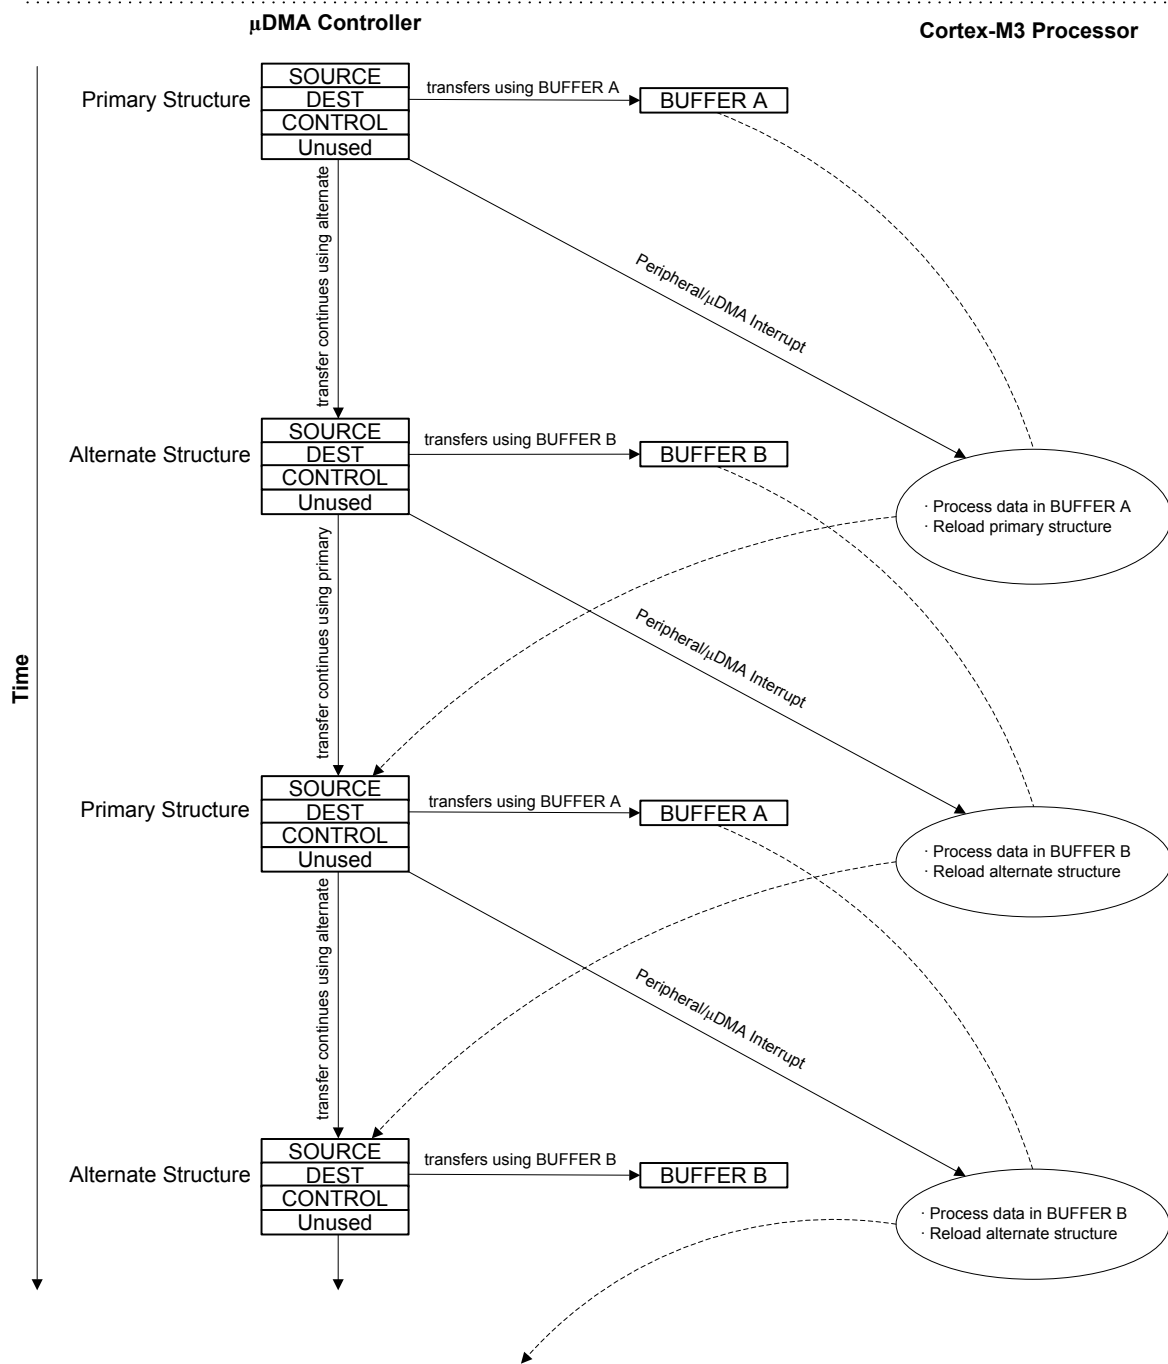 µDMA Controller
Cortex-M3 Processor
Primary Structure
SOURCE
DEST
CONTROL
Unused
transfers using BUFFER A
BUFFER A
transfer continues using alternate
Peripheral/µDMA Interrupt
Alternate Structure
SOURCE
DEST
CONTROL
Unused
transfers using BUFFER B
BUFFER B
· Process data in BUFFER A
· Reload primary structure
transfer continues using primary
Peripheral/µDMA Interrupt
Time
Primary Structure
SOURCE
DEST
CONTROL
Unused
transfers using BUFFER A
BUFFER A
· Process data in BUFFER B
· Reload alternate structure
transfer continues using alternate
Peripheral/µDMA Interrupt
Alternate Structure
SOURCE
DEST
CONTROL
Unused
transfers using BUFFER B
BUFFER B
· Process data in BUFFER B
· Reload alternate structure